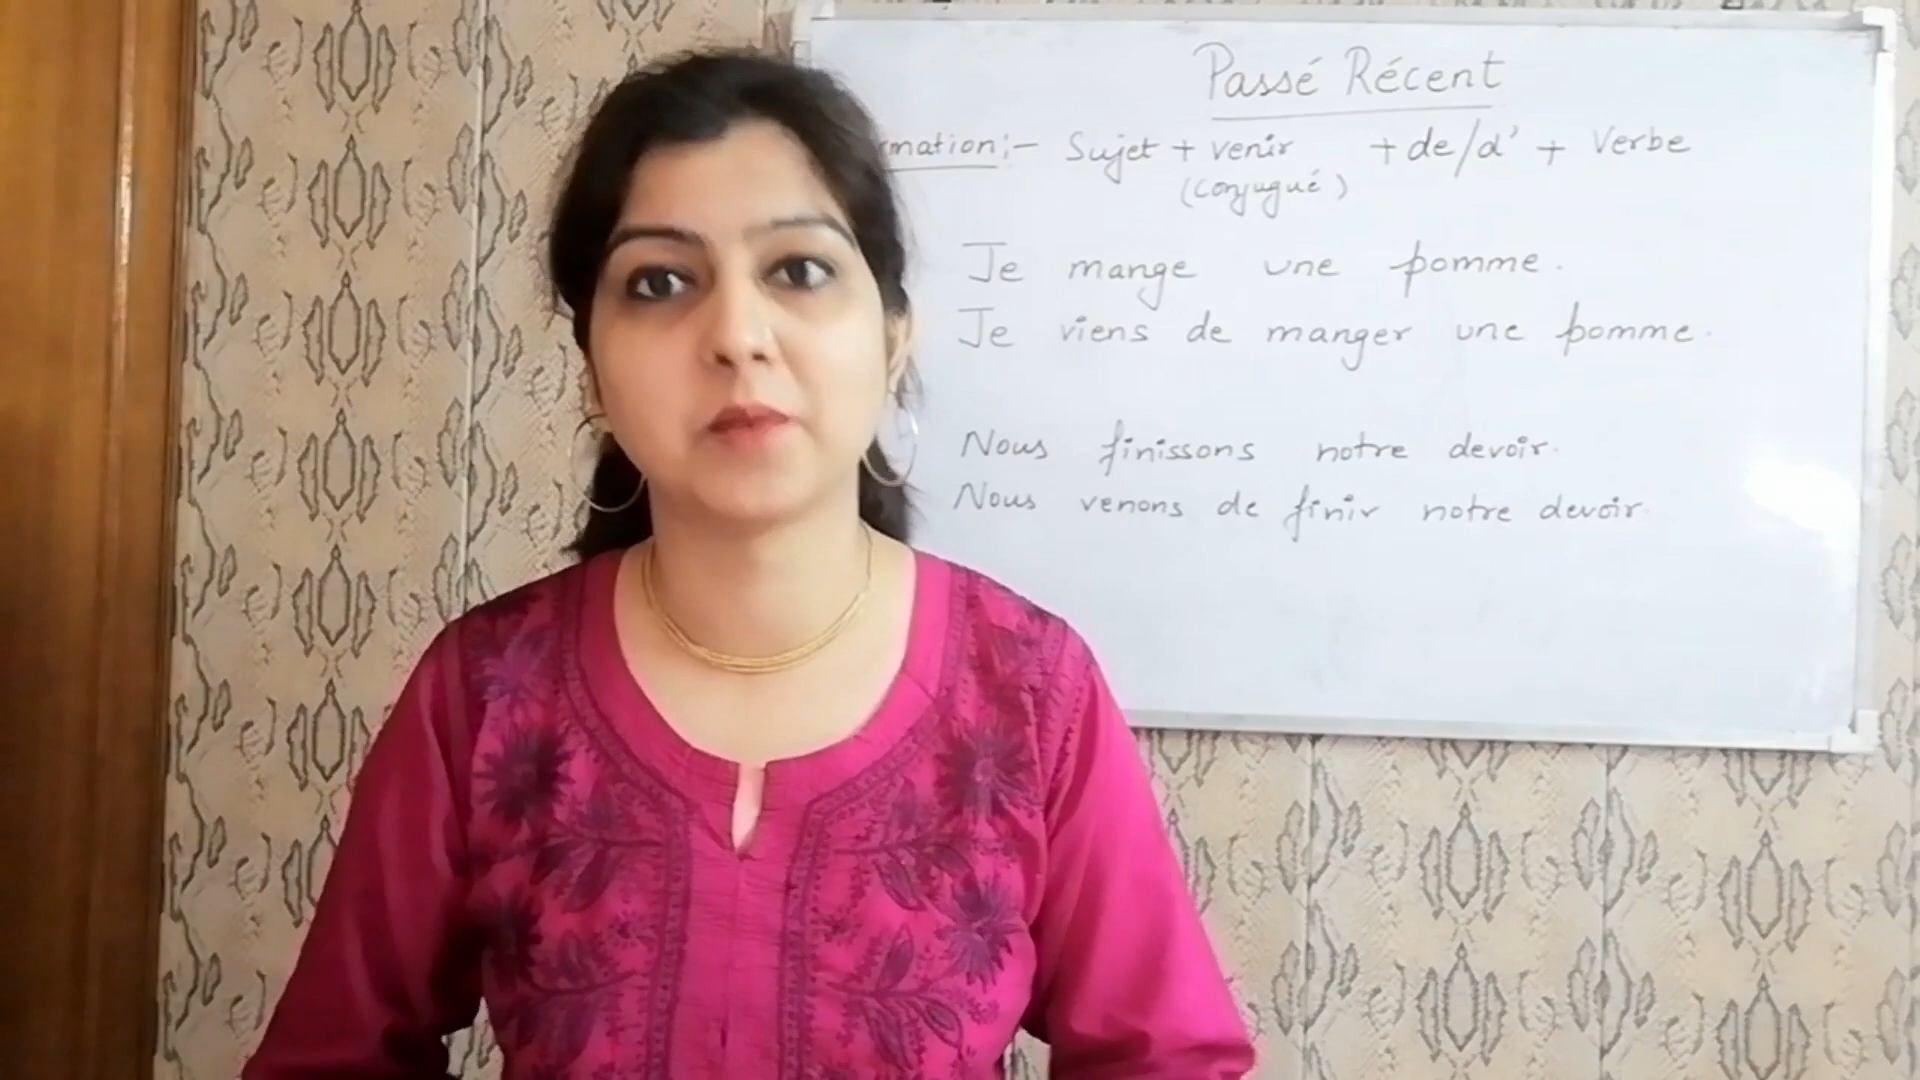 Passé Récent
mation :- Sujet + venir + de/d' + Verbe
(conjugué)
Je mange une pomme.
Je viens de manger une pomme.
Nous finissons notre devoir.
Nous venons de finir notre devoir.